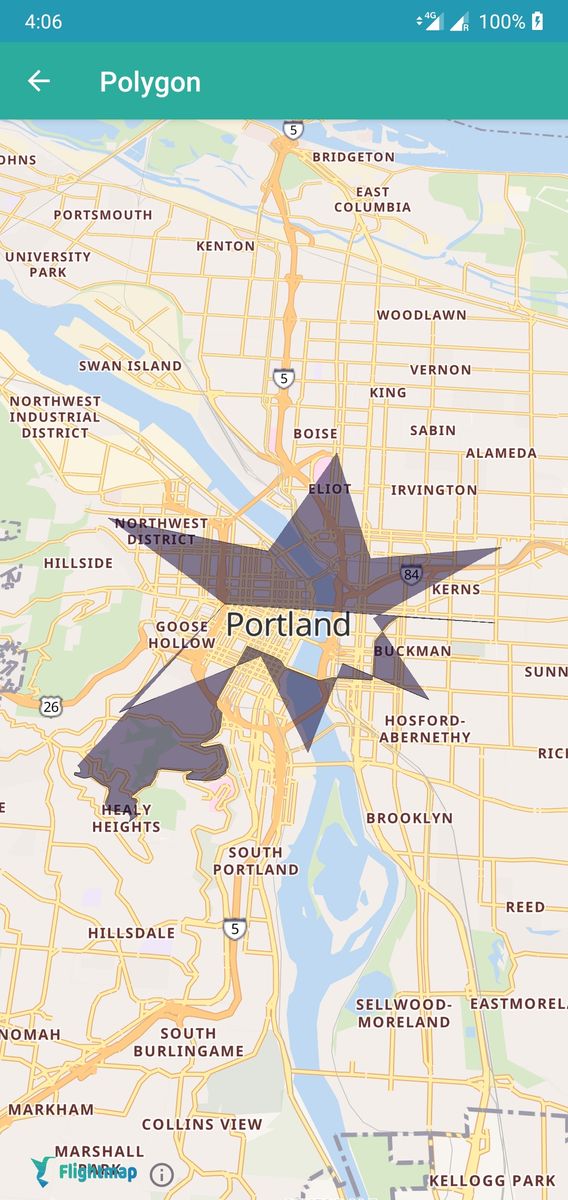 4:06
4G
R
100%
Polygon
5
OHNS
BRIDGETON
EAST
COLUMBIA
PORTSMOUTH
KENTON
UNIVERSITY
PARK
WOODLAWN
SWAN ISLAND
VERNON
5
KING
NORTHWEST
INDUSTRIAL
DISTRICT
BOISE
SABIN
ALAMEDA
ELIOT
IRVINGTON
NORTHWEST
DISTRICT
HILLSIDE
84
KERNS
GOOSE
HOLLOW
Portland
BUCKMAN
SUNN
26
HOSFORD-
ABERNETHY
RIC
E
HEALY
HEIGHTS
BROOKLYN
SOUTH
PORTLAND
REED
HILLSDALE
5
SELLWOOD-
MORELAND
EASTMOREL
NOMAH
SOUTH
BURLINGAME
MARKHAM
COLLINS VIEW
MARSHALL
PARK
Flightmap
i
KELLOGG PARK